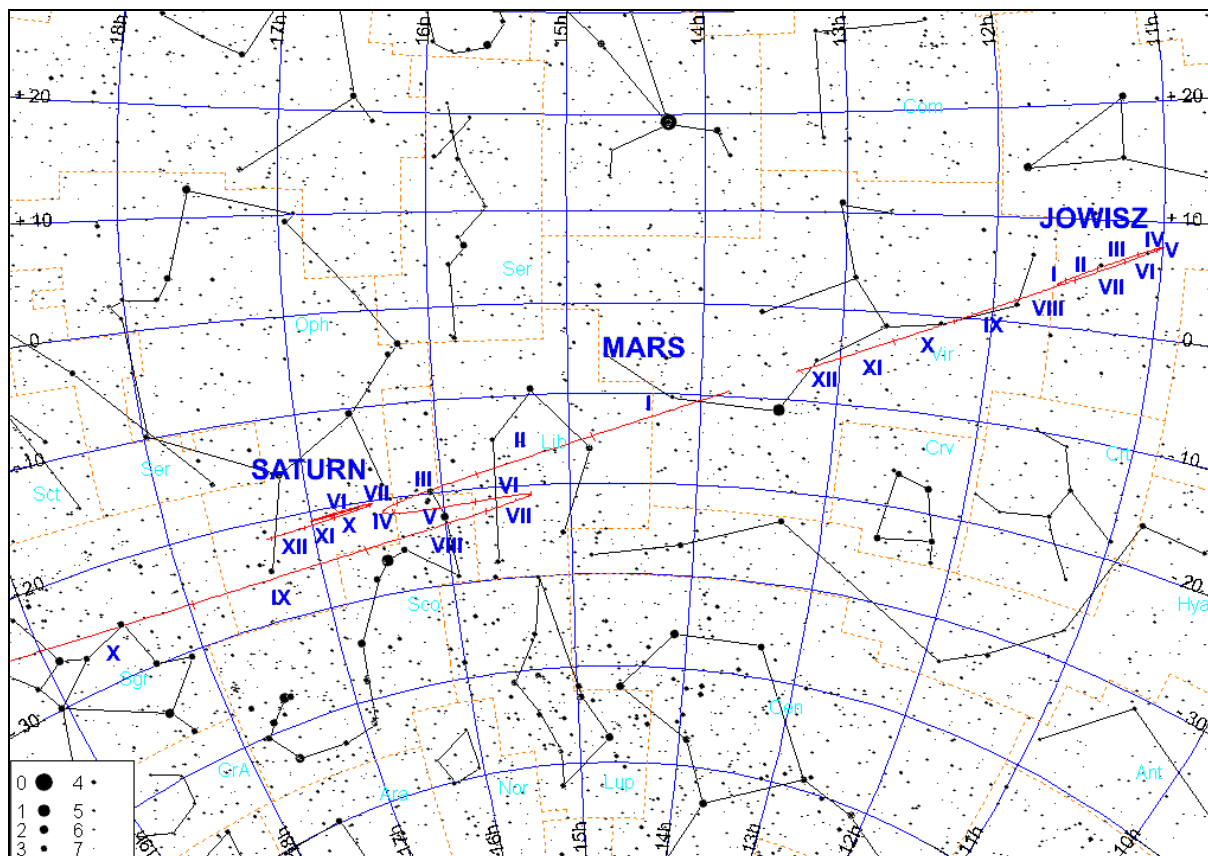 18h 17h 16h 15h 14h 13h 12h 11h
+20 Com +20
+10 JOWISZ +10
IV
III V
Ser I II VI
VII
VIII
Oph IX
0 MARS X Vir 0
XI
XII
I
II Lib
-10 Ser SATURN III VI Crv Crt -10
Sct VI VII
X IV V VII
XII XI VIII
20 IX Sco -20
Hya
X
Sgr
-30 Cen -30
CrA
Ara Nor Lup Ant
0 4
1 5
2 6
3 7
19h 18h 17h 16h 15h 14h 13h 12h 11h 10h